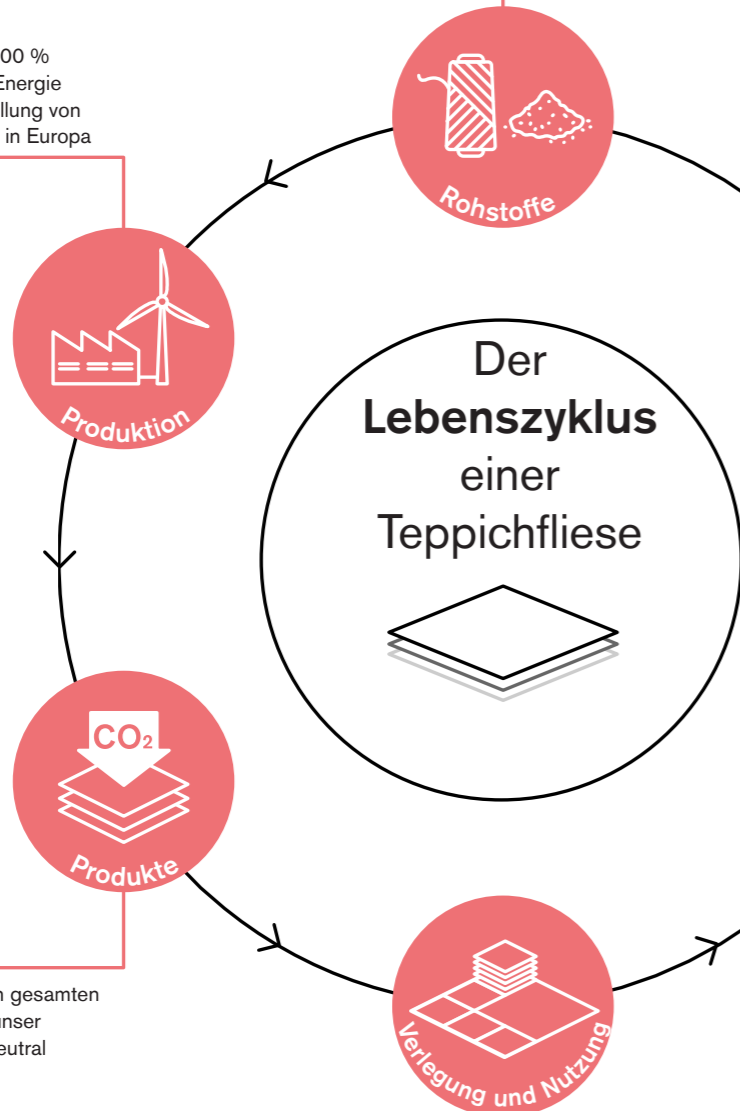 00 %
Energie
llung von
in Europa
Rohstoffe
Produktion
Der
Lebenszyklus
einer
Teppichfliese
CO₂
Produkte
gesamten
unser
eutral
Verlegung und Nutzung